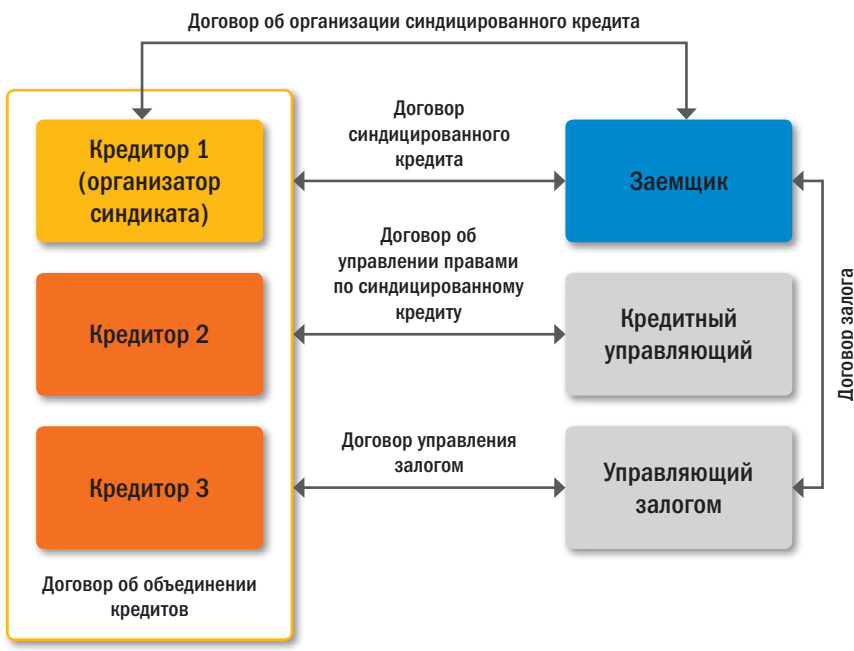 Договор об организации синдицированного кредита
Кредитор 1
(организатор
синдиката)
Договор
синдицированного
кредита
Заемщик
Договор об
управлении правами
по синдицированному
кредиту
Кредитор 2
Кредитный
управляющий
Договор залога
Кредитор 3
Договор управления
залогом
Управляющий
залогом
Договор об объединении
кредитов